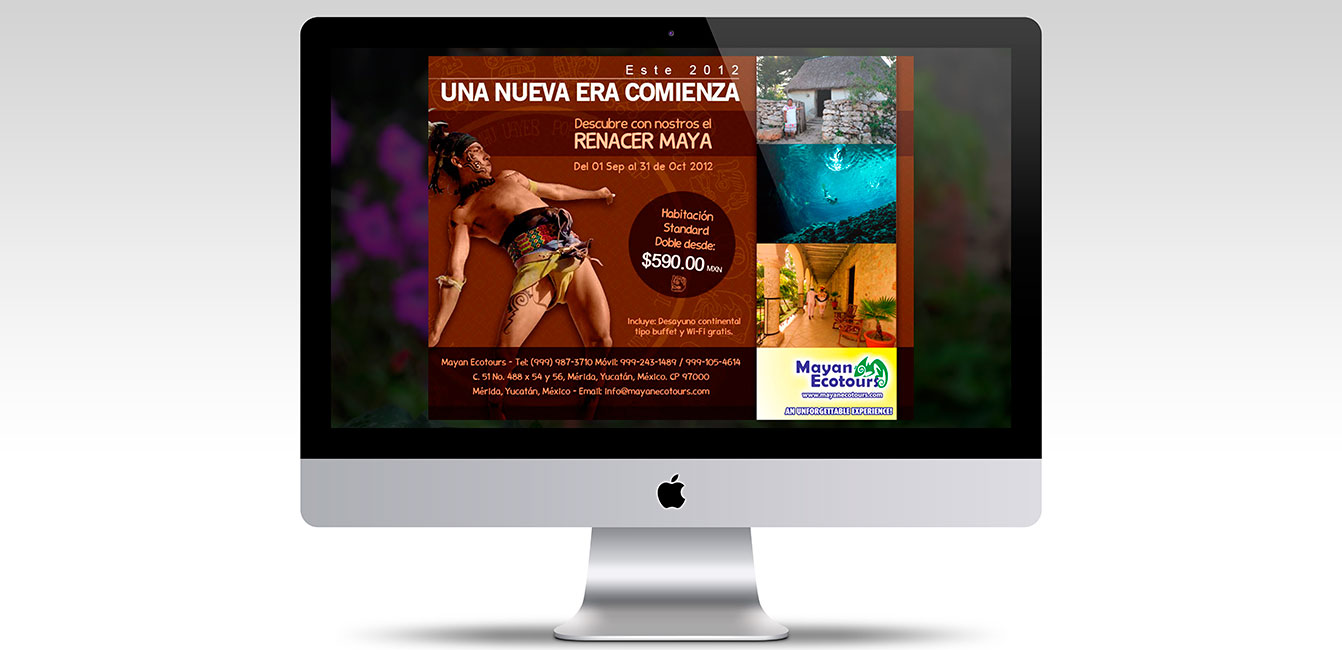 Este 2012
UNA NUEVA ERA COMIENZA
Descubre con nostros el
RENACER MAYA
Del 01 Sep al 31 de Oct 2012
Habitación
Standard
Doble desde:
$590.00 MXN
Incluye: Desayuno continental
tipo buffet y Wi-Fi gratis.
Mayan Ecotours - Tel: (999) 987-3710 Móvil: 999-243-1489 / 999-105-4614
C. 51 No. 488 x 54 y 56, Mérida, Yucatán, México. CP 97000
Mérida, Yucatán, México - Email: info@mayanecotours.com
Mayan
Ecotours
www.mayanecotours.com
AN UNFORGETTABLE EXPERIENCE!